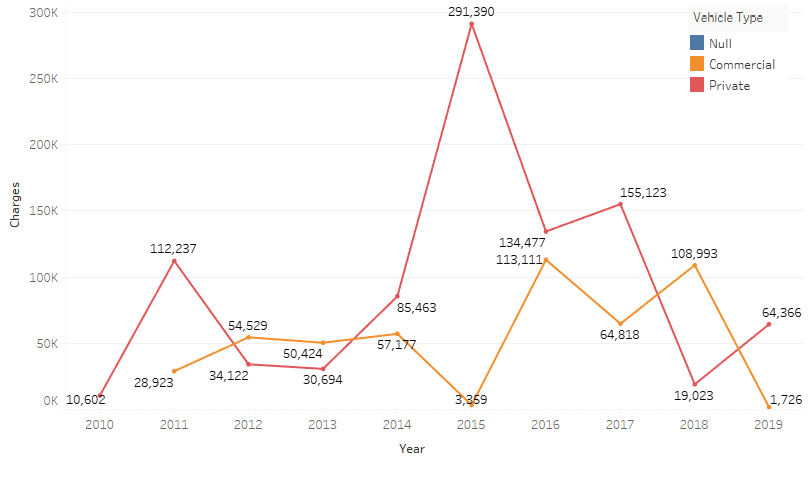 300K
250K
200K
150K
100K
50K
0K
Charges
291,390
112,237
155,123
134,477
113,111
108,993
85,463
54,529
50,424
57,177
64,818
64,366
28,923
34,122
30,694
10,602
3,359
19,023
1,726
2010 2011 2012 2013 2014 2015 2016 2017 2018 2019
Year
Vehicle Type
Null
Commercial
Private